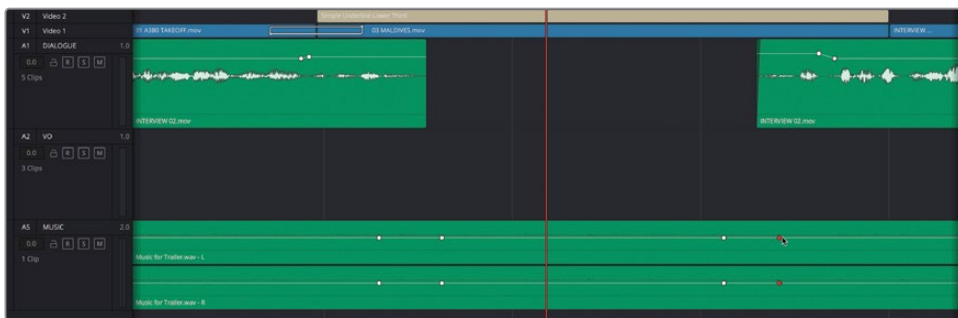 V2 Video 2
Simple Underline Lower Third
V1 Video 1
01 A380 TAKEOFF.mov
03 MALDIVES.mov
INTERVIEW ...
A1 DIALOGUE 1.0
0.0 R S M
5 Clips
INTERVIEW 02.mov
INTERVIEW 02.mov
A2 VO 1.0
0.0 R S M
3 Clips
A5 MUSIC 2.0
0.0 R S M
1 Clip
Music for Trailer.wav - L
Music for Trailer.wav - R